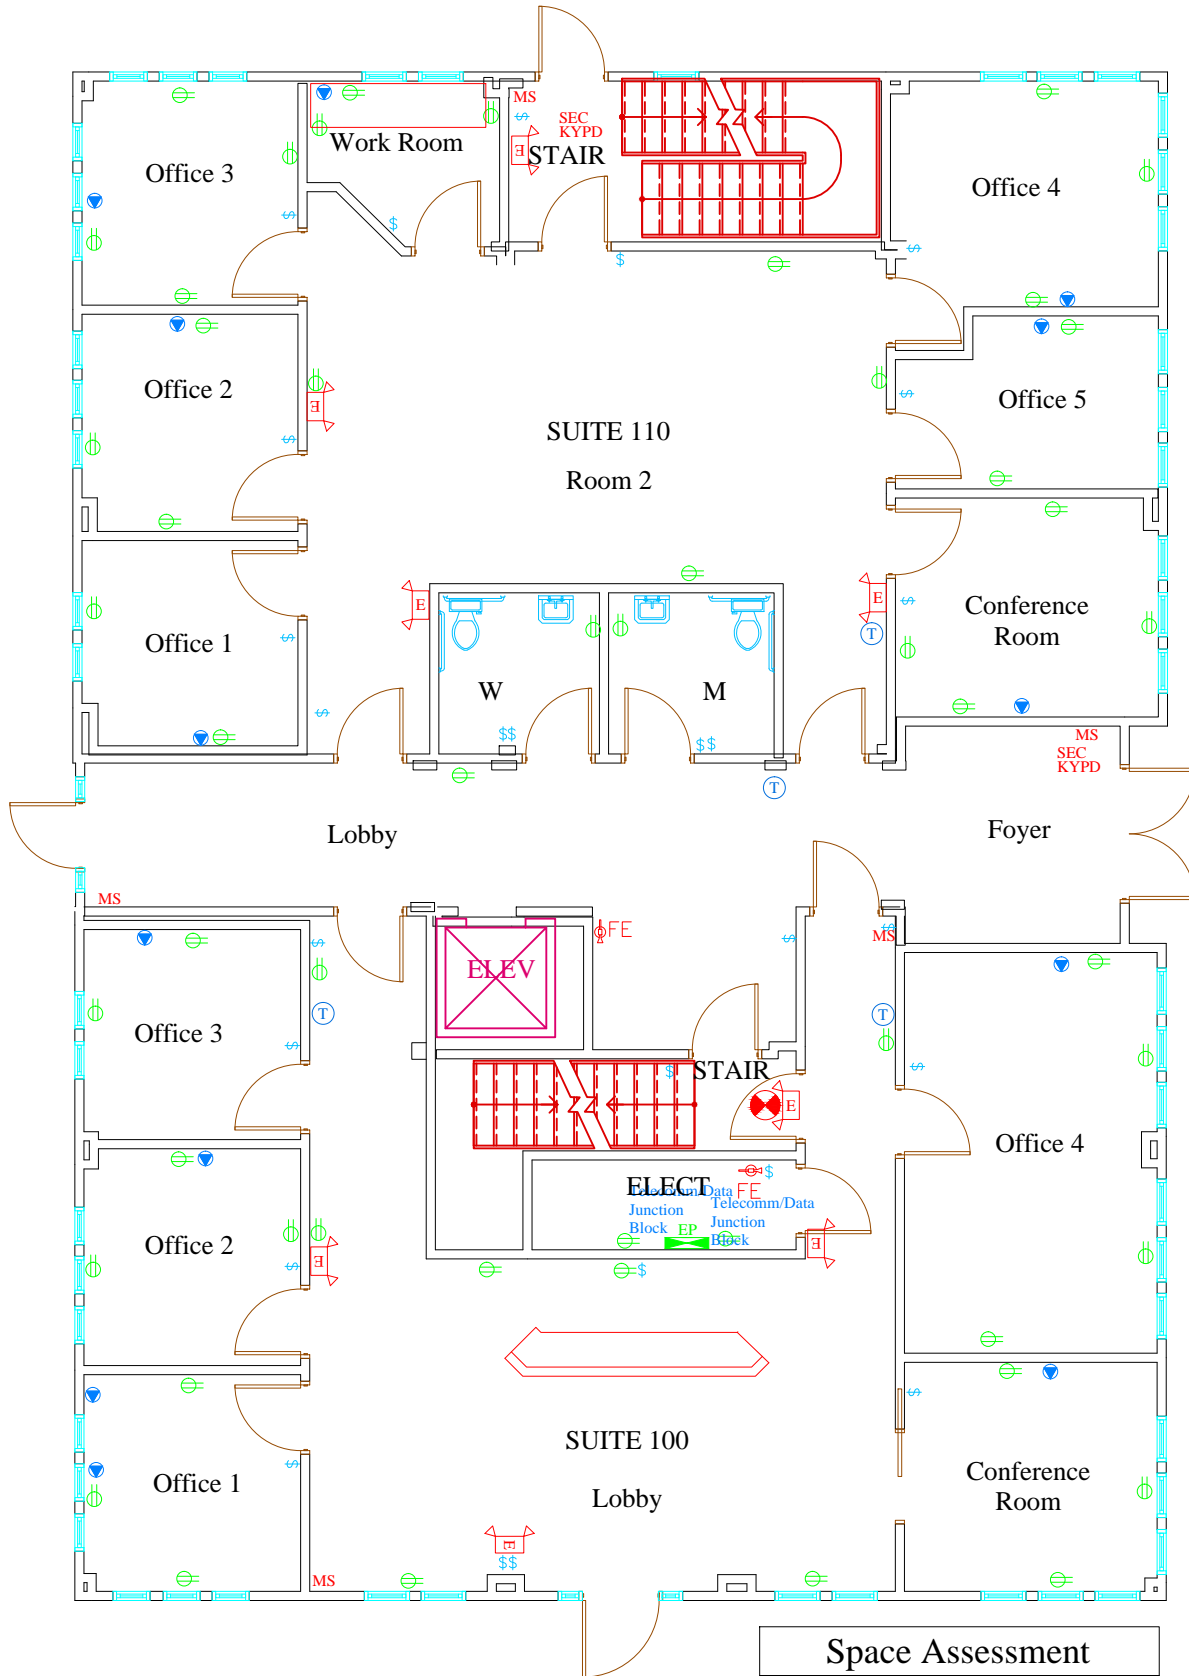 MS
SEC
KYPD
$
Work Room
E
STAIR
Office 3
Office 4
$
$
$
$
Office 2
E
Office 5
$
SUITE 110
$
Room 2
E
E
Conference
Room
$
T
Office 1
$
W
M
$
$$
$$
MS
SEC
KYPD
T
Lobby
Foyer
MS
FE
MS
$
$
$
ELEV
T
T
Office 3
$
$
STAIR
$
E
Office 4
$
ELECT
FE
Telecomm/Data
Junction
Block
Telecomm/Data
Junction
Block
EP
Office 2
E
E
$
$
$
SUITE 100
Office 1
$
Conference
Room
Lobby
E
$$
MS
Space Assessment